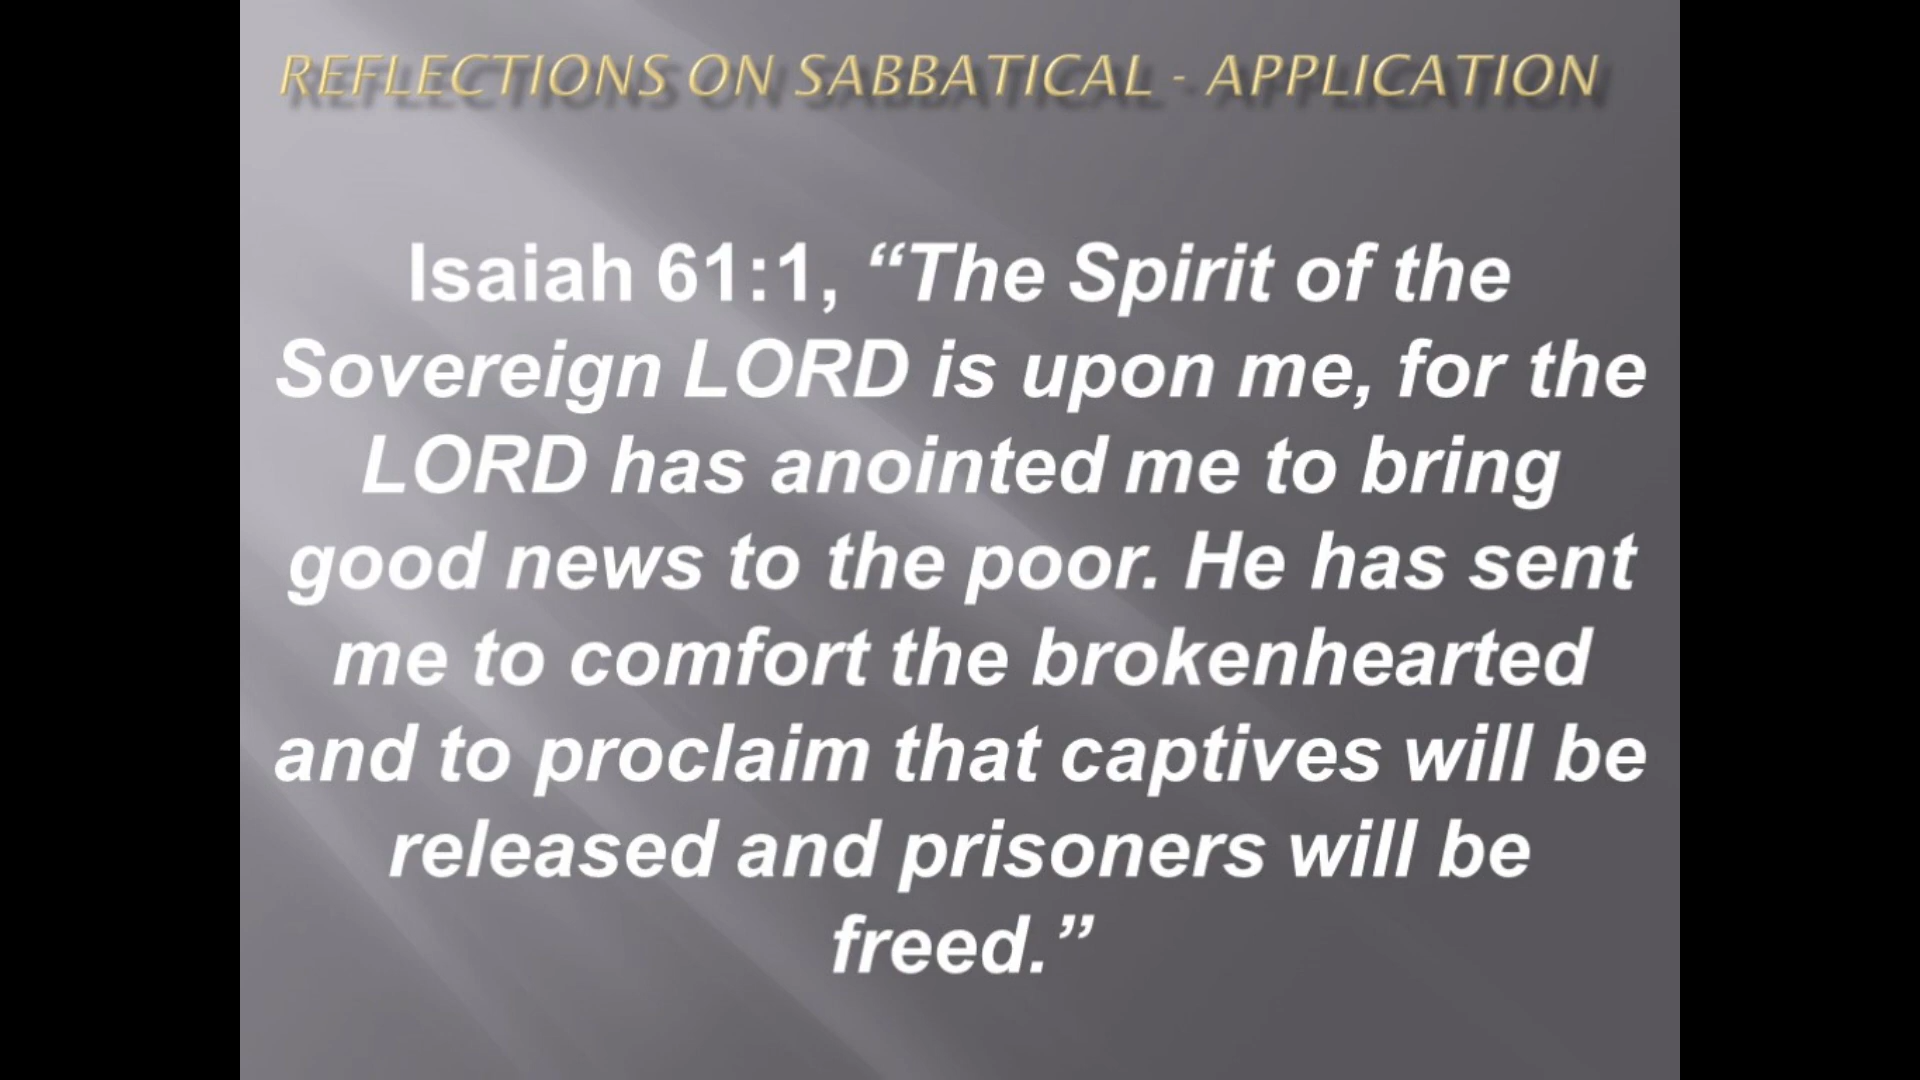 REFLECTIONS ON SABBATICAL - APPLICATION
Isaiah 61:1, “The Spirit of the
Sovereign LORD is upon me, for the
LORD has anointed me to bring
good news to the poor. He has sent
me to comfort the brokenhearted
and to proclaim that captives will be
released and prisoners will be
freed.”